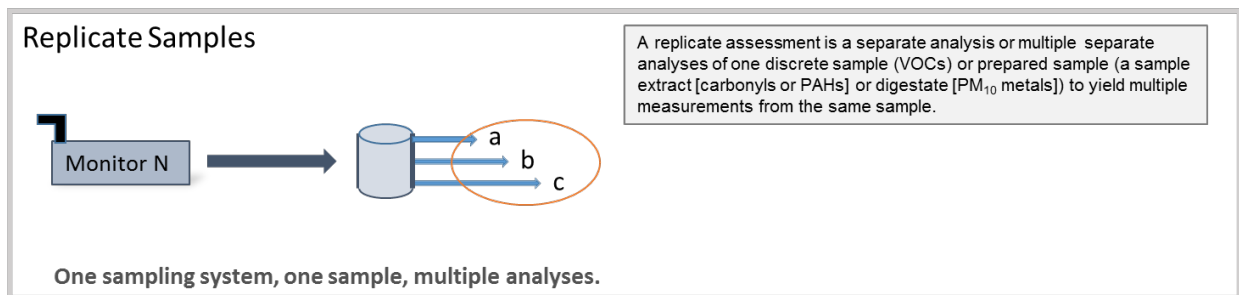 Replicate Samples
A replicate assessment is a separate analysis or multiple separate
analyses of one discrete sample (VOCs) or prepared sample (a sample
extract [carbonyls or PAHs] or digestate [PM₁₀ metals]) to yield multiple
measurements from the same sample.
Monitor N
a
b
c
One sampling system, one sample, multiple analyses.